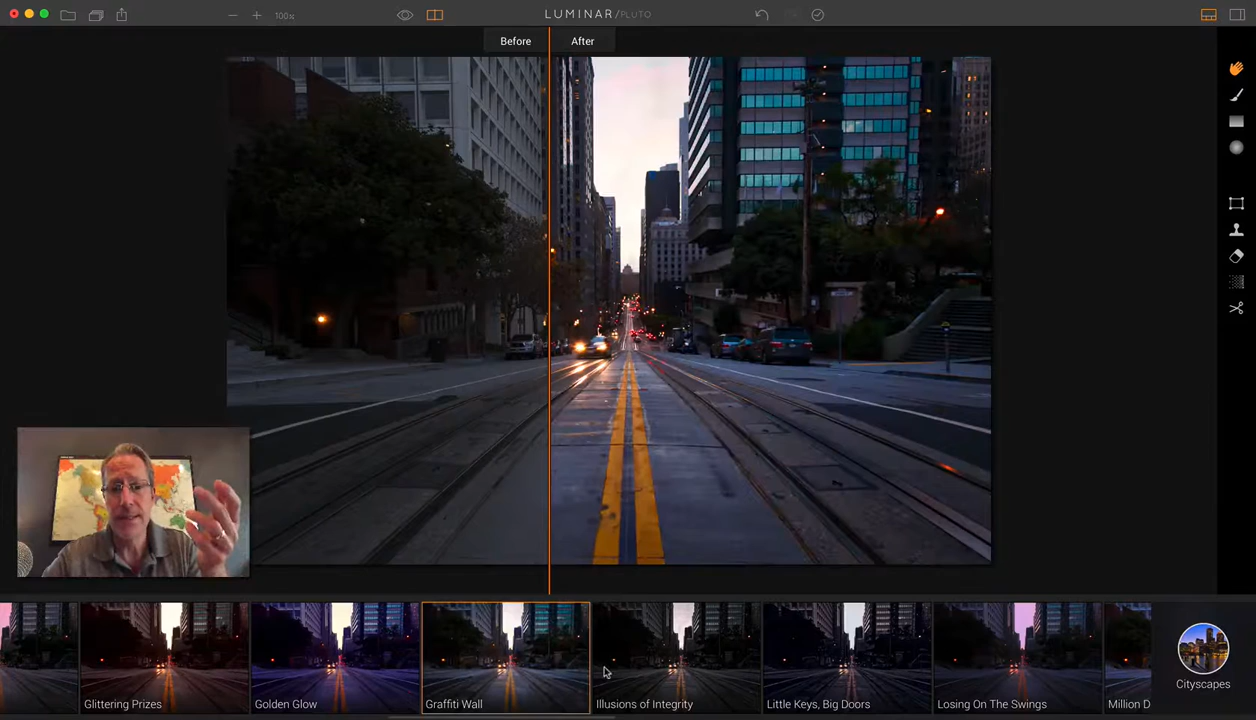 100%
LUMINAR/PLUTO
Before
After
Glittering Prizes
Golden Glow
Graffiti Wall
Illusions of Integrity
Little Keys, Big Doors
Losing On The Swings
Million D
Cityscapes